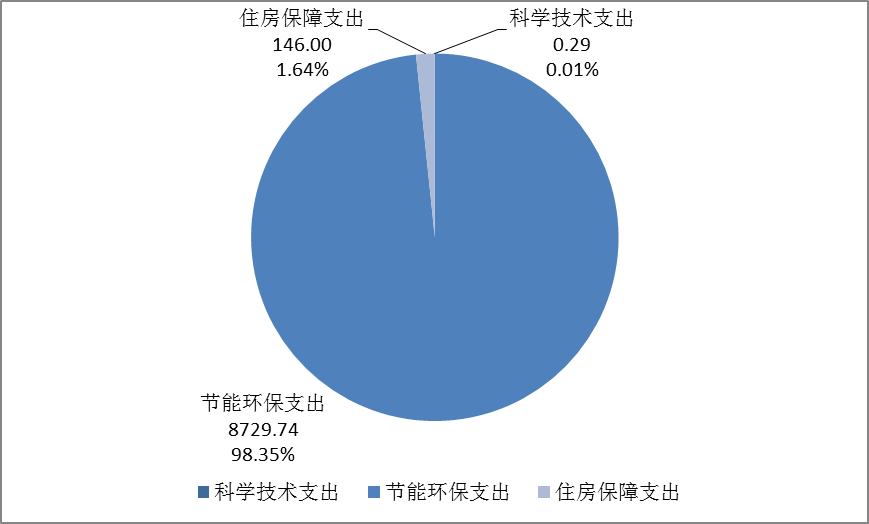 住房保障支出
146.00
1.64%
科学技术支出
0.29
0.01%
节能环保支出
8729.74
98.35%
科学技术支出 节能环保支出 住房保障支出